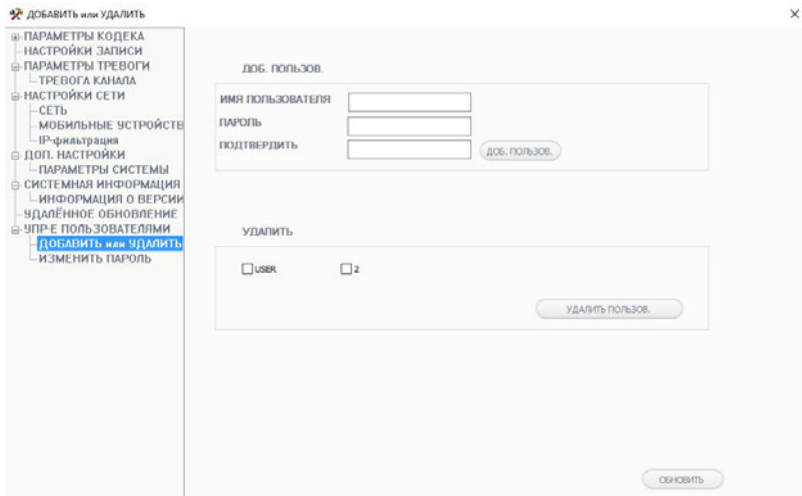 ДОБАВИТЬ или УДАЛИТЬ
ПАРАМЕТРЫ КОДЕКА
НАСТРОЙКИ ЗАПИСИ
ПАРАМЕТРЫ ТРЕВОГИ
ТРЕВОГА КАНАЛА
НАСТРОЙКИ СЕТИ
СЕТЬ
МОБИЛЬНЫЕ УСТРОЙСТВ
IP-фильтрация
ДОП. НАСТРОЙКИ
ПАРАМЕТРЫ СИСТЕМЫ
СИСТЕМНАЯ ИНФОРМАЦИЯ
ИНФОРМАЦИЯ О ВЕРСИИ
УДАЛЁННОЕ ОБНОВЛЕНИЕ
УПР-Е ПОЛЬЗОВАТЕЛЯМИ
ДОБАВИТЬ или УДАЛИТЬ
ИЗМЕНИТЬ ПАРОЛЬ
ДОБ. ПОЛЬЗОВ.
ИМЯ ПОЛЬЗОВАТЕЛЯ
ПАРОЛЬ
ПОДТВЕРДИТЬ
ДОБ. ПОЛЬЗОВ.
УДАЛИТЬ
USER
2
УДАЛИТЬ ПОЛЬЗОВ.
ОБНОВИТЬ